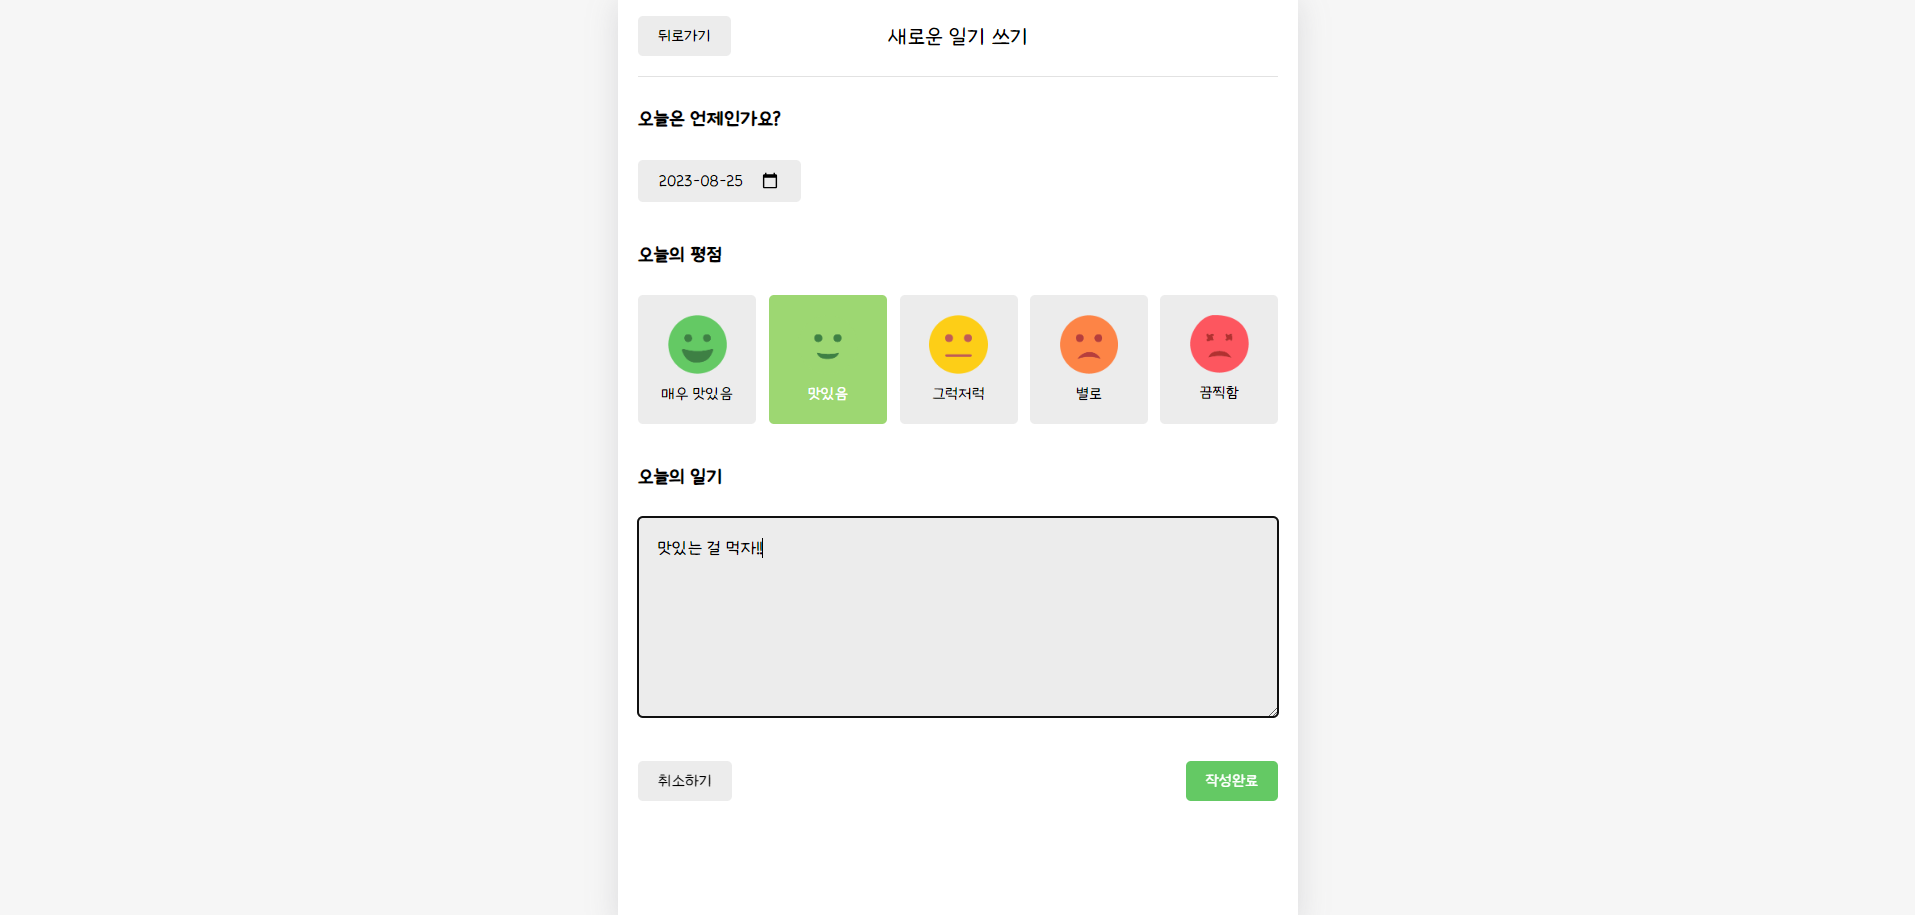 뒤로가기
새로운 일기 쓰기
오늘은 언제인가요?
2023-08-25
오늘의 평점
매우 맛있음
맛있음
그럭저럭
별로
끔찍함
오늘의 일기
맛있는 걸 먹자!!
취소하기
작성완료